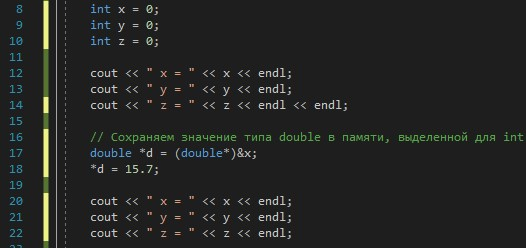 8 int x = 0;
9 int y = 0;
10 int z = 0;
11
12 cout << " x = " << x << endl;
13 cout << " y = " << y << endl;
14 cout << " z = " << z << endl << endl;
15
16 // Сохраняем значение типа double в памяти, выделенной для int
17 double *d = (double*)&x;
18 *d = 15.7;
19
20 cout << " x = " << x << endl;
21 cout << " y = " << y << endl;
22 cout << " z = " << z << endl;